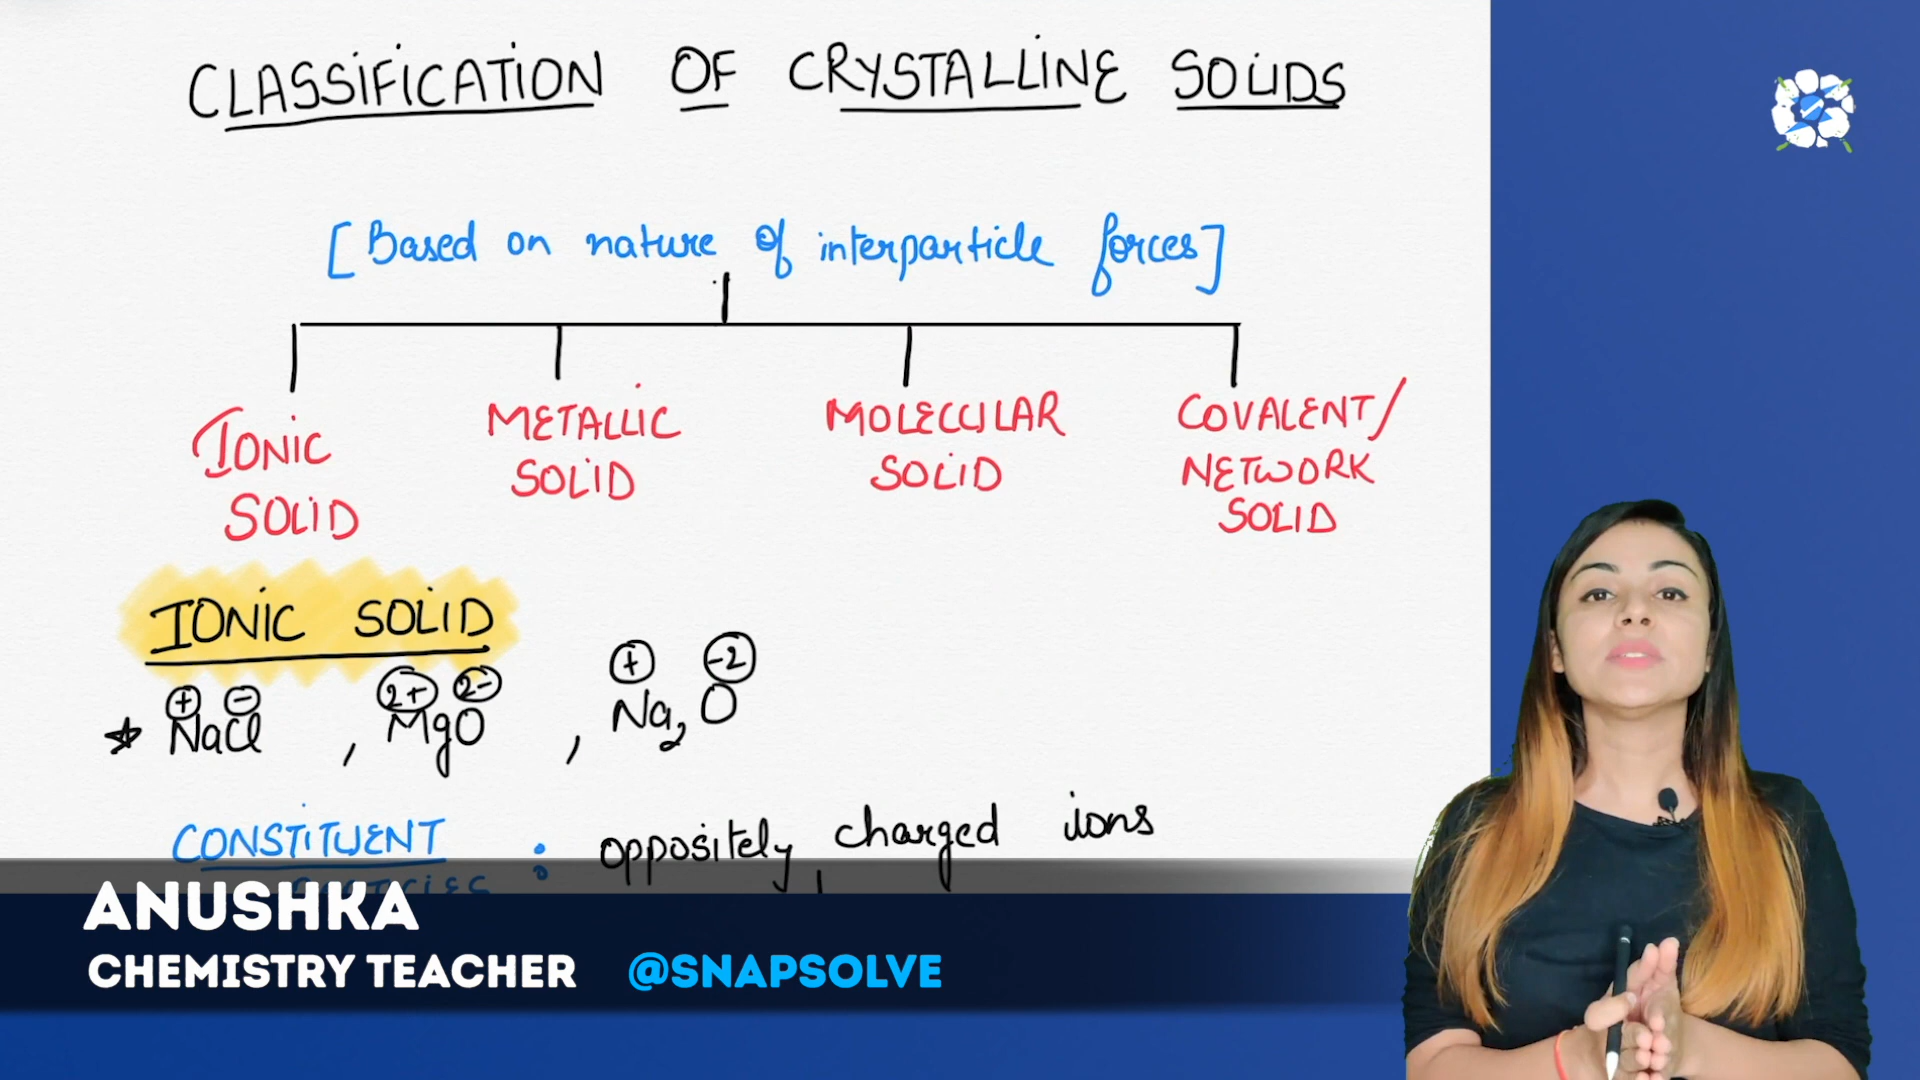 CLASSIFICATION OF CRYSTALLINE SOLIDS
[Based on nature of interparticle forces]
IONIC SOLID
METALLIC SOLID
MOLECULAR SOLID
COVALENT/ NETWORK SOLID
IONIC SOLID
+ − 2+ 2− + -2
NaCl , MgO , Na2O
CONSTITUENT : oppositely charged ions
ANUSHKA
CHEMISTRY TEACHER @SNAPSOLVE